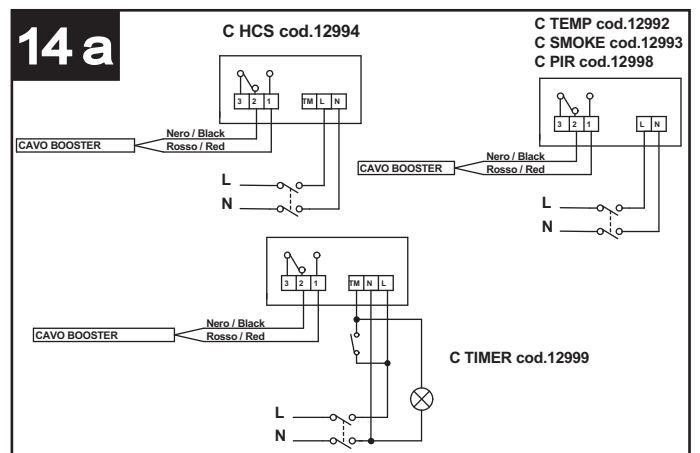 14 a
C HCS cod.12994
3 2 1 TM L N
CAVO BOOSTER
Nero / Black
Rosso / Red
L
N
C TEMP cod.12992
C SMOKE cod.12993
C PIR cod.12998
3 2 1 L N
CAVO BOOSTER
Nero / Black
Rosso / Red
L
N
3 2 1 TM N L
CAVO BOOSTER
Nero / Black
Rosso / Red
C TIMER cod.12999
L
N